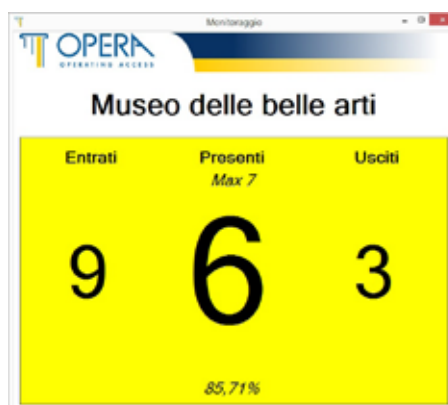 Monitoraggio
OPERA
OPERATING ACCESS
Museo delle belle arti
Entrati Presenti Usciti
Max 7
9 6 3
85,71%